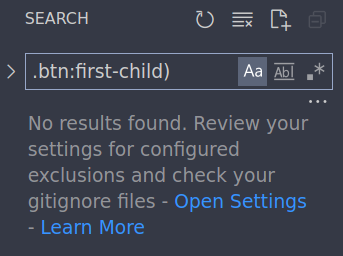 SEARCH
.btn:first-child)
Aa
Abl
.*
...
No results found. Review your
settings for configured
exclusions and check your
gitignore files - Open Settings
- Learn More